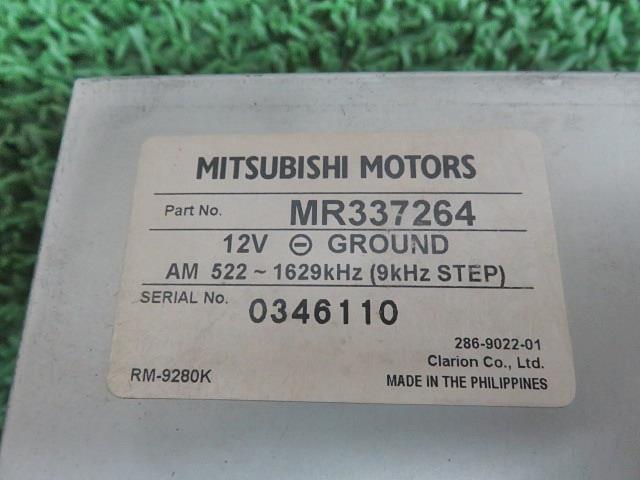 MITSUBISHI MOTORS
Part No. MR337264
12V ⊖ GROUND
AM 522 ~ 1629kHz (9kHz STEP)
SERIAL No. 0346110
286-9022-01
Clarion Co., Ltd.
RM-9280K MADE IN THE PHILIPPINES